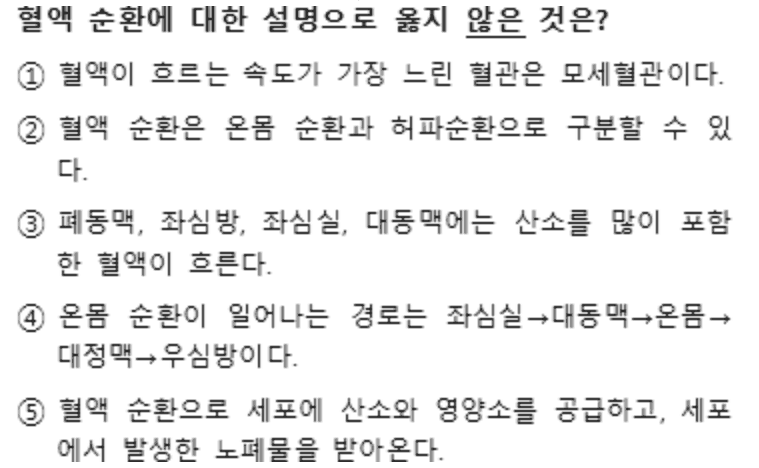 혈액 순환에 대한 설명으로 옳지 않은 것은?
① 혈액이 흐르는 속도가 가장 느린 혈관은 모세혈관이다.
② 혈액 순환은 온몸 순환과 허파순환으로 구분할 수 있
다.
③ 폐동맥, 좌심방, 좌심실, 대동맥에는 산소를 많이 포함
한 혈액이 흐른다.
④ 온몸 순환이 일어나는 경로는 좌심실→대동맥→온몸→
대정맥→우심방이다.
⑤ 혈액 순환으로 세포에 산소와 영양소를 공급하고, 세포
에서 발생한 노폐물을 받아온다.